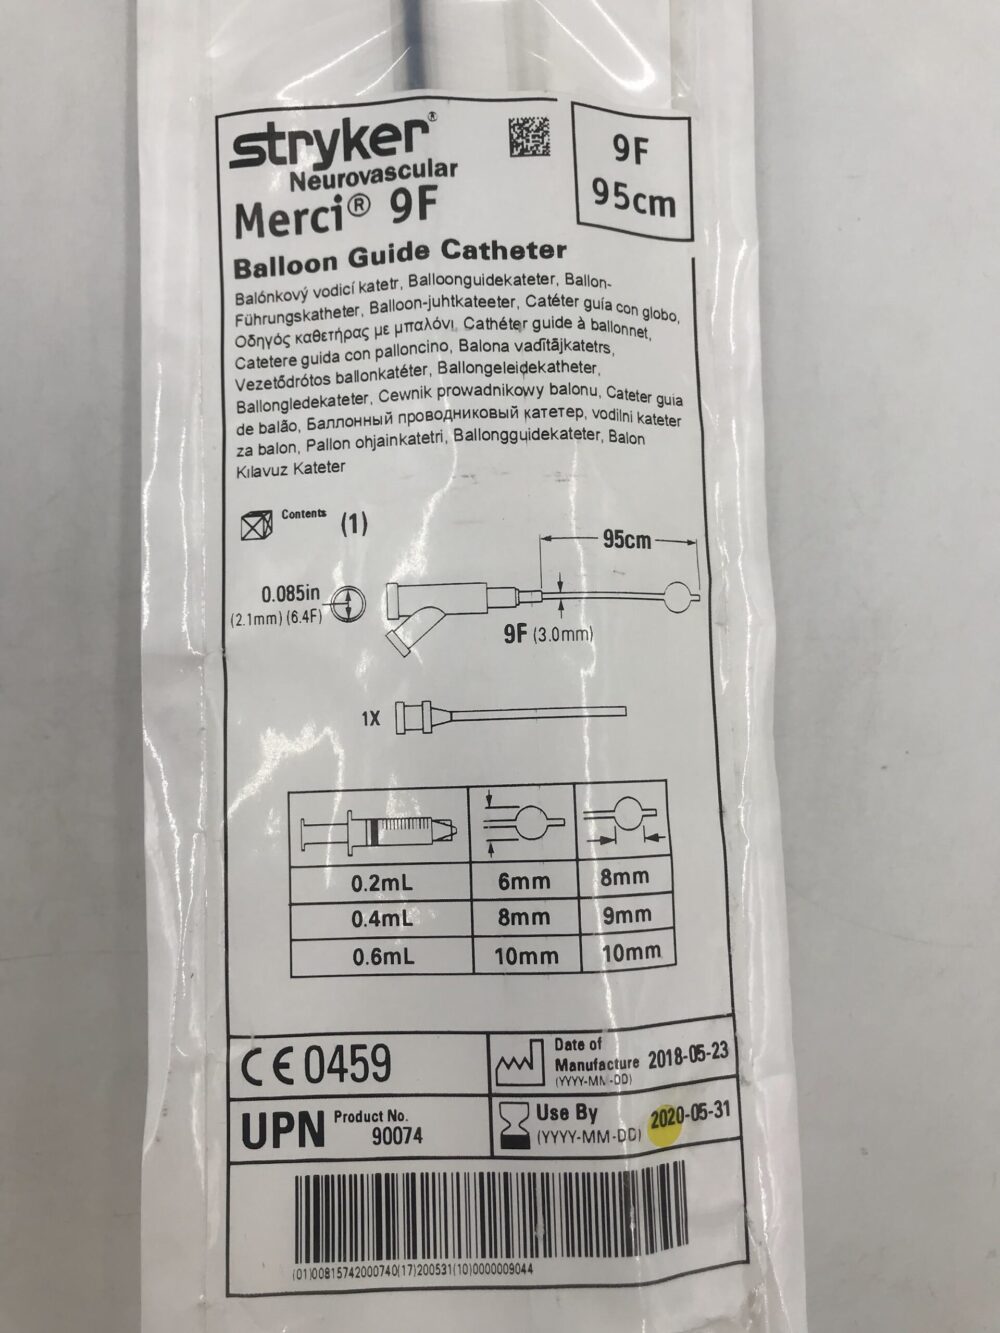 stryker®
Neurovascular
Merci® 9F
9F
95cm
Balloon Guide Catheter
Balónkový vodicí katetr, Balloonguidekateter, Ballon-
Führungskatheter, Balloon-juhtkateeter, Catéter guía con globo,
Οδηγός καθετήρας με μπαλόνι, Cathéter guide à ballonnet,
Catetere guida con palloncino, Balona vadītājkatetrs,
Vezetődrótos ballonkatéter, Ballongeleidekatheter,
Ballongledekateter, Cewnik prowadnikowy balonu, Cateter guia
de balão, Баллонный проводниковый катетер, vodilni kateter
za balon, Pallon ohjainkatetri, Ballongguidekateter, Balon
Kılavuz Kateter
Contents (1)
95cm
0.085in
(2.1mm) (6.4F)
9F (3.0mm)
1X
0.2mL 6mm 8mm
0.4mL 8mm 9mm
0.6mL 10mm 10mm
CE 0459
Date of
Manufacture 2018-05-23
(YYYY-MM-DD)
UPN Product No.
90074
Use By 2020-05-31
(YYYY-MM-DD)
(01)00815742000740(17)200531(10)0000009044